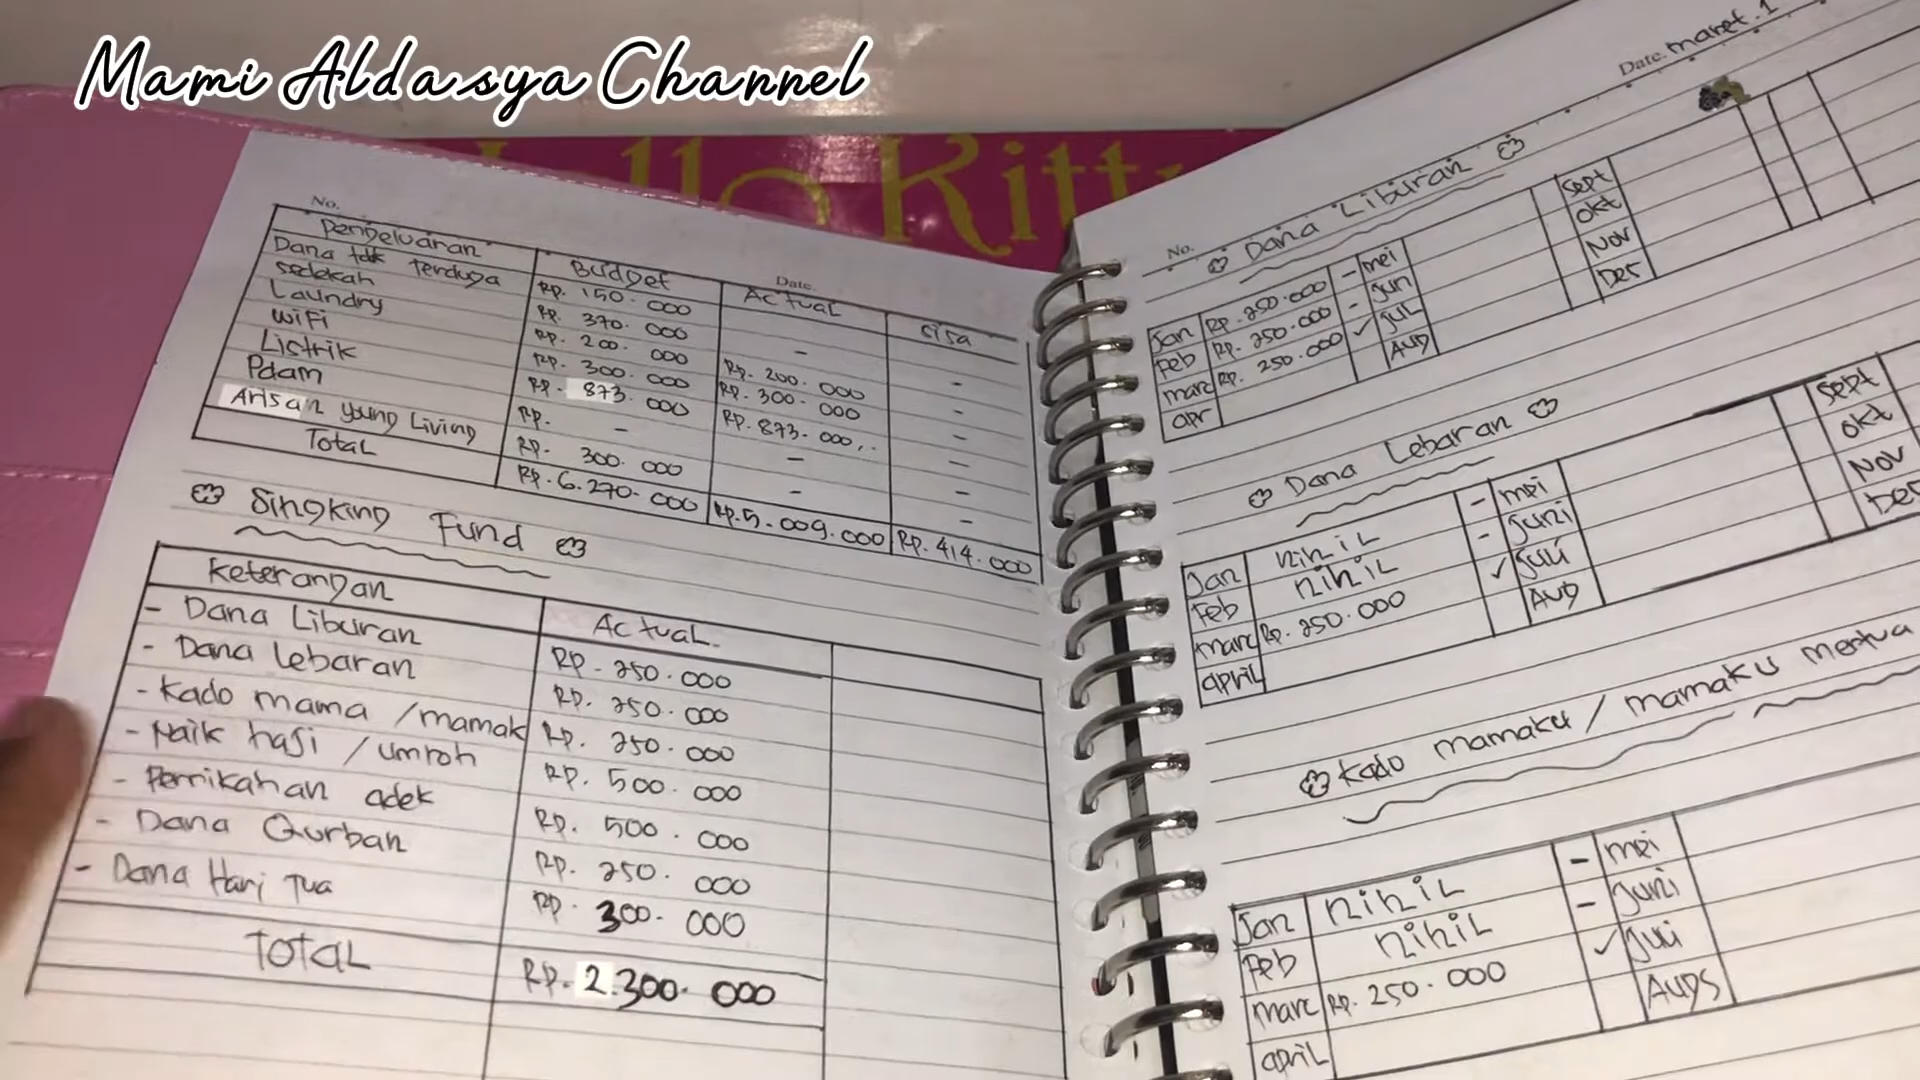 Mami Aldasya Channel
Hello Kitty
No.
Date.
Pengeluaran Budget Actual Sisa
Dana tdk terduga Rp. 150.000
Sedekah Rp. 370.000 -
Laundry Rp. 200.000 Rp. 200.000 -
Wifi Rp. 300.000 Rp. 300.000 -
Listrik Rp. 873.000 Rp. 873.000,. -
Pdam Rp. - - -
Arisan young Living Rp. 300.000 - -
Total Rp. 6.270.000 Rp. 5.009.000 Rp. 414.000
Singking Fund
Keterangan Actual
- Dana Liburan Rp. 250.000
- Dana Lebaran Rp. 250.000
- Kado mama / mamak Rp. 250.000
- Naik haji / umroh Rp. 500.000
- Pernikahan adek Rp. 500.000
- Dana Qurban Rp. 250.000
- Dana Hari Tua Rp. 300.000
Total Rp. 2.300.000
No.
Date. maret. 1
Dana Liburan
Jan Rp. 250.000 - mei Sept
Feb Rp. 250.000 - Jun Okt
marc Rp. 250.000 ✓ Jul Nov
apr Aug Des
Dana Lebaran
Jan nihil - mei Sept
Feb nihil - Juni Okt
marc Rp. 250.000 ✓ Juli Nov
april Aug Des
Kado mamaku / mamaku mertua
Jan nihil - mei
Feb nihil - Juni
marc Rp. 250.000 ✓ Juli
april Augs